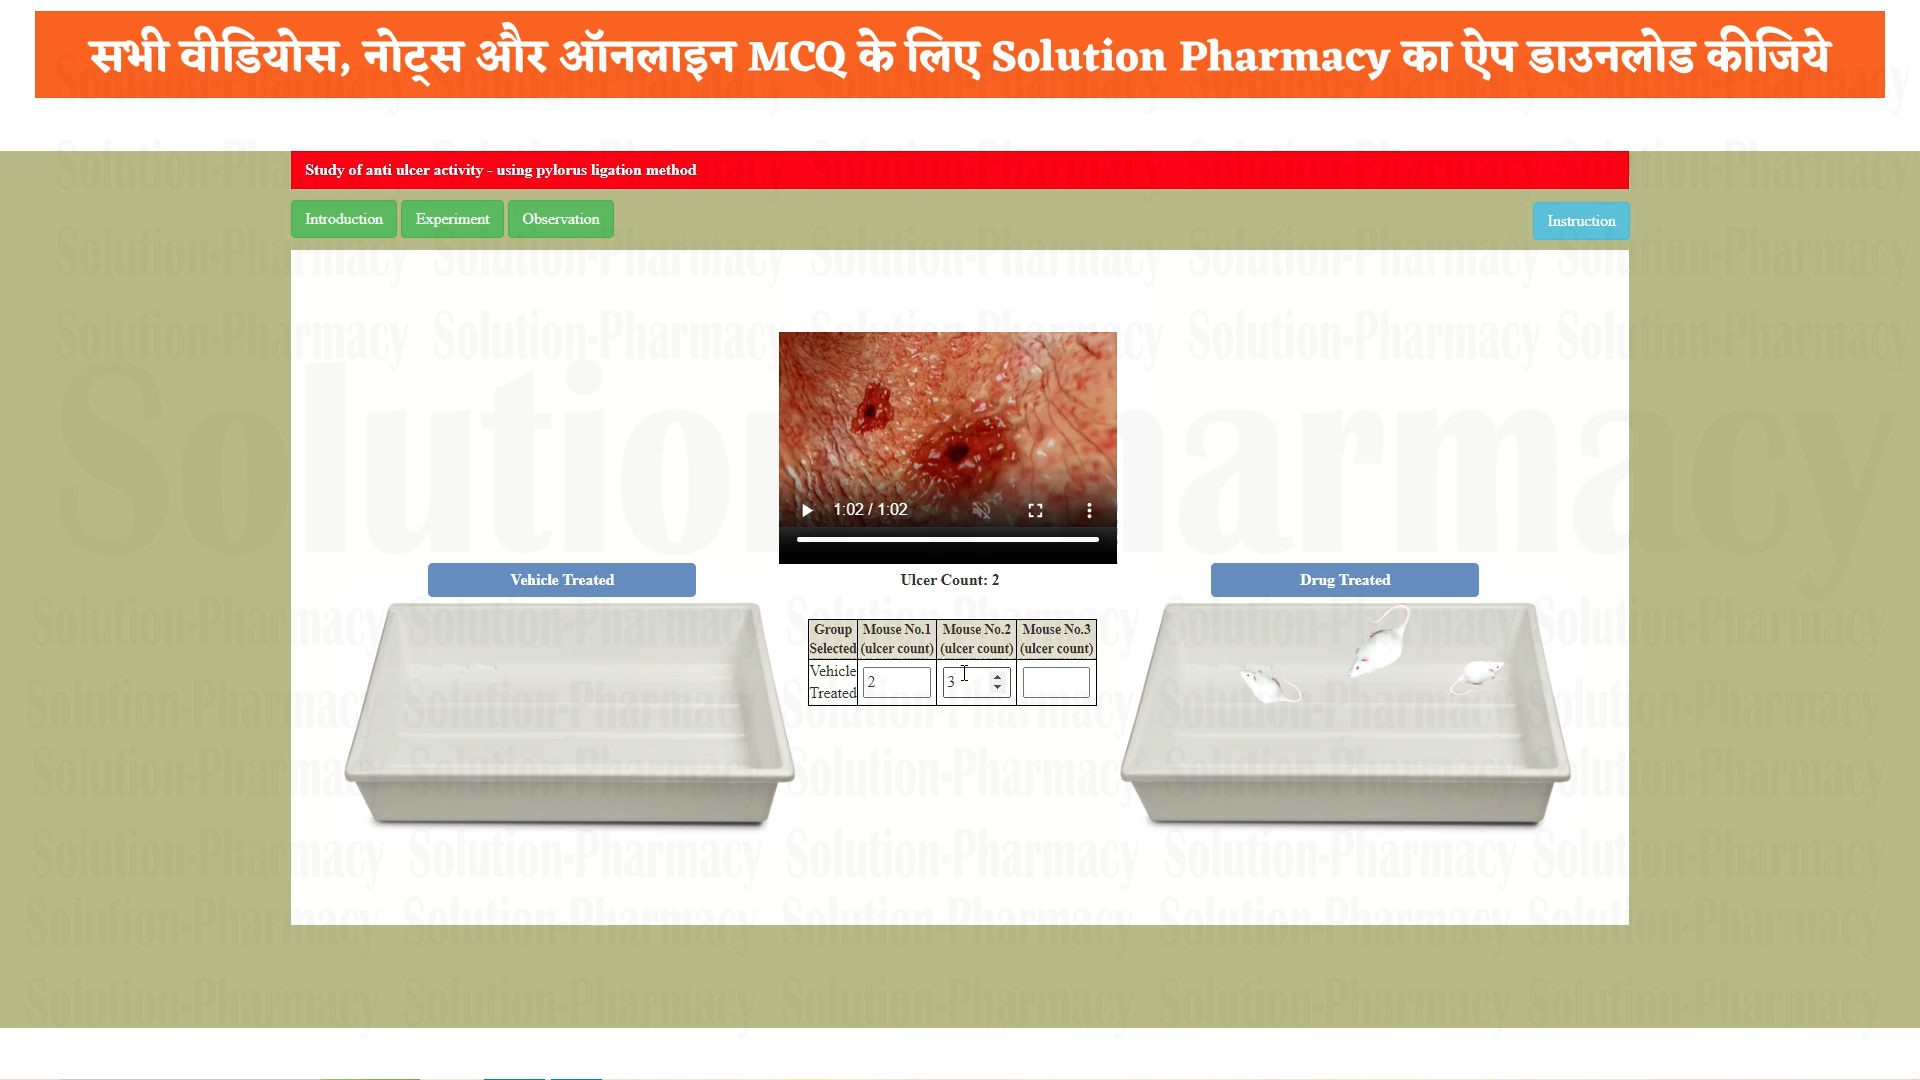 सभी वीडियोस, नोट्स और ऑनलाइन MCQ के लिए Solution Pharmacy का ऐप डाउनलोड कीजिये
Study of anti ulcer activity - using pylorus ligation method
Introduction Experiment Observation Instruction
1:02 / 1:02
Vehicle Treated
Ulcer Count: 2
Drug Treated
Group Selected Mouse No.1 (ulcer count) Mouse No.2 (ulcer count) Mouse No.3 (ulcer count)
Vehicle Treated 2 3
Solution-Pharmacy